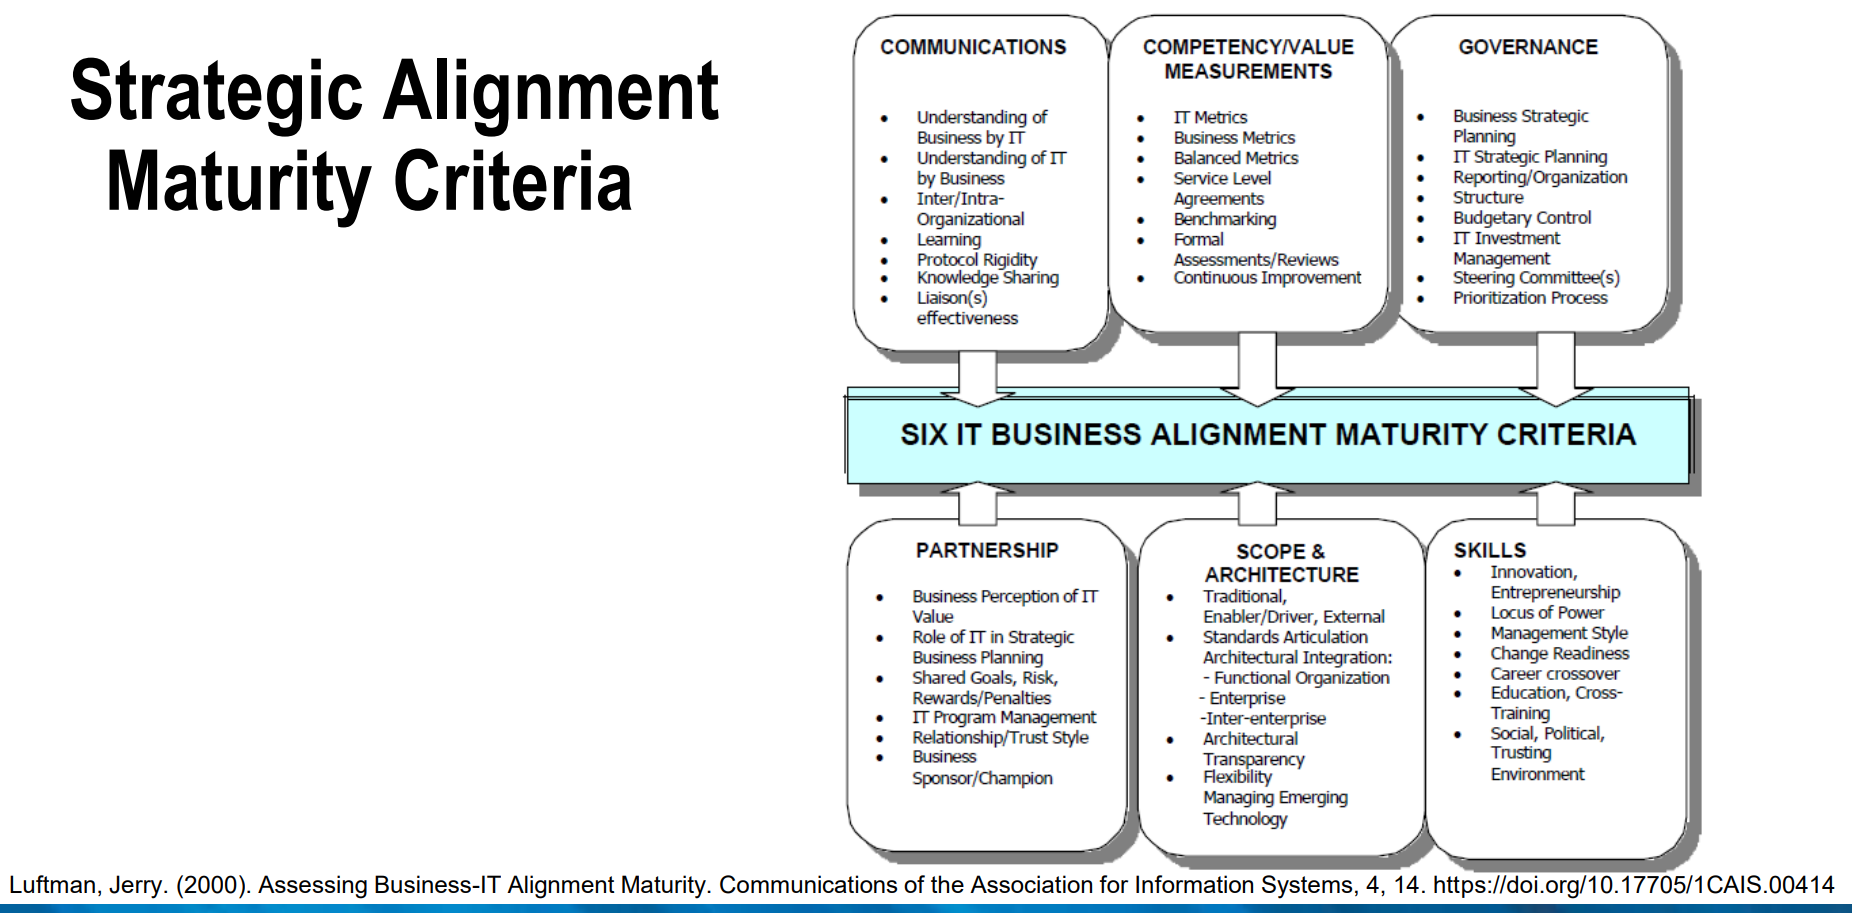 Strategic Alignment
Maturity Criteria
COMMUNICATIONS
• Understanding of
Business by IT
• Understanding of IT
by Business
• Inter/Intra-
Organizational
• Learning
• Protocol Rigidity
• Knowledge Sharing
• Liaison(s)
effectiveness
COMPETENCY/VALUE
MEASUREMENTS
• IT Metrics
• Business Metrics
• Balanced Metrics
• Service Level
Agreements
• Benchmarking
• Formal
Assessments/Reviews
• Continuous Improvement
GOVERNANCE
• Business Strategic
Planning
• IT Strategic Planning
• Reporting/Organization
• Structure
• Budgetary Control
• IT Investment
Management
• Steering Committee(s)
• Prioritization Process
SIX IT BUSINESS ALIGNMENT MATURITY CRITERIA
PARTNERSHIP
• Business Perception of IT
Value
• Role of IT in Strategic
Business Planning
• Shared Goals, Risk,
Rewards/Penalties
• IT Program Management
• Relationship/Trust Style
• Business
Sponsor/Champion
SCOPE &
ARCHITECTURE
• Traditional,
Enabler/Driver, External
• Standards Articulation
Architectural Integration:
- Functional Organization
- Enterprise
-Inter-enterprise
• Architectural
Transparency
• Flexibility
Managing Emerging
Technology
SKILLS
• Innovation,
Entrepreneurship
• Locus of Power
• Management Style
• Change Readiness
• Career crossover
• Education, Cross-
Training
• Social, Political,
Trusting
Environment
Luftman, Jerry. (2000). Assessing Business-IT Alignment Maturity. Communications of the Association for Information Systems, 4, 14. https://doi.org/10.17705/1CAIS.00414